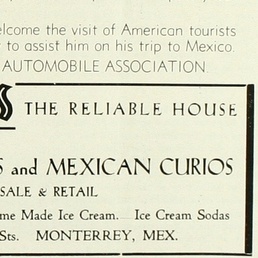 elcome the visit of American tourists
to assist him on his trip to Mexico.
AUTOMOBILE ASSOCIATION.
S THE RELIABLE HOUSE
S and MEXICAN CURIOS
SALE & RETAIL
me Made Ice Cream. Ice Cream Sodas
Sts. MONTERREY, MEX.